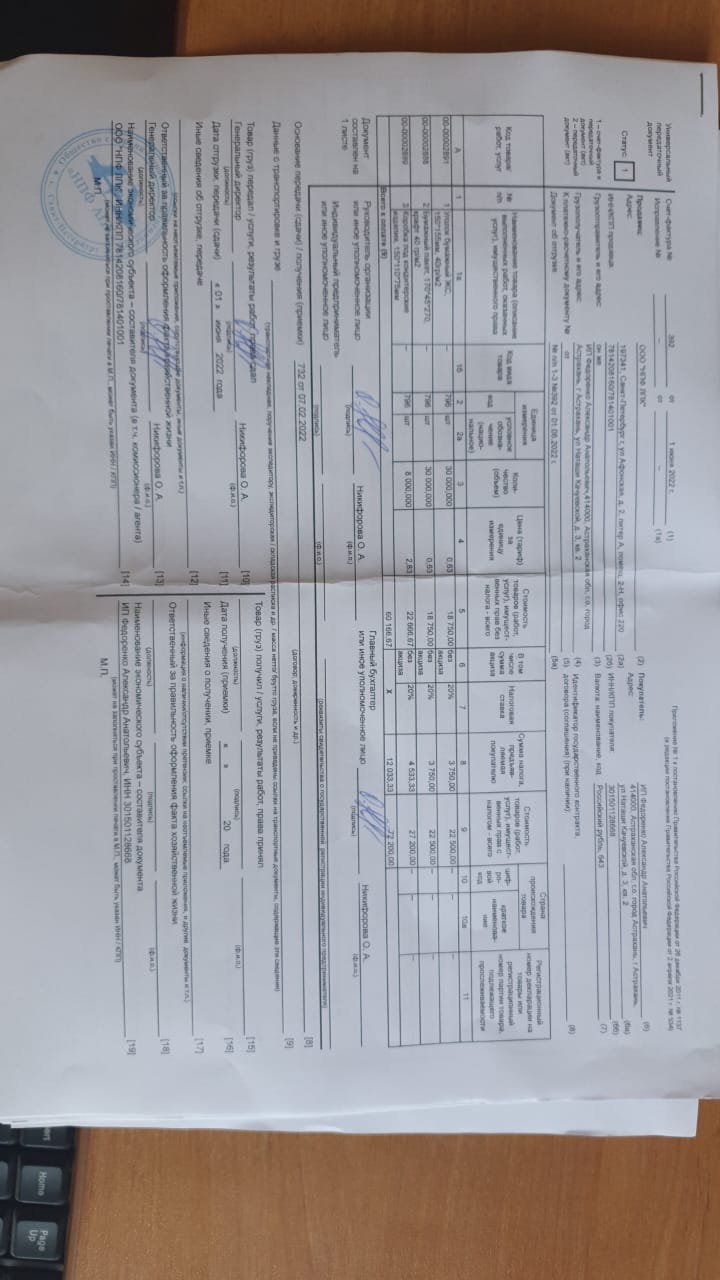 Универсальный передаточный документ
Статус: 1
1 – счет-фактура и передаточный документ (акт)
2 – передаточный документ (акт)
Счет-фактура № 392 от 1 июня 2022 г. (1)
Исправление № -- от -- (1а)
Приложение № 1 к постановлению Правительства Российской Федерации от 26 декабря 2011 г. № 1137
(в редакции постановления Правительства Российской Федерации от 2 апреля 2021 г. № 534)
Продавец: ООО "НПФ ЛПК" (2)
Адрес: 197341, Санкт-Петербург г, ул Афонская, д. 2, литер А, помещ. 2-Н, офис 220 (2а)
ИНН/КПП продавца: 7814208160/781401001 (2б)
Грузоотправитель и его адрес: он же (3)
Грузополучатель и его адрес: ИП Федоренко Александр Анатольевич,414000, Астраханская обл, г.о. город Астрахань, г Астрахань, ул Наташи Качуевской, д. 3, кв. 2 (4)
К платежно-расчетному документу № от (5)
Документ об отгрузке № п/п 1-3 №392 от 01.06.2022 г. (5а)
Покупатель: ИП Федоренко Александр Анатольевич (6)
Адрес: 414000, Астраханская обл, г.о. город Астрахань, г Астрахань, ул Наташи Качуевской, д. 3, кв. 2 (6а)
ИНН/КПП покупателя: 301501128668 (6б)
Валюта: наименование, код Российский рубль, 643 (7)
Идентификатор государственного контракта, договора (соглашения) (при наличии): (8)
Код товара/ работ, услуг
№ п/п
Наименование товара (описание выполненных работ, оказанных услуг), имущественного права
Код вида товара
Единица измерения
код
условное обозначение (национальное)
Количество (объем)
Цена (тариф) за единицу измерения
Стоимость товаров (работ, услуг), имущественных прав без налога - всего
В том числе сумма акциза
Налоговая ставка
Сумма налога, предъявляемая покупателю
Стоимость товаров (работ, услуг), имущественных прав с налогом - всего
Страна происхождения товара
цифровой код
краткое наименование
Регистрационный номер декларации на товары или регистрационный номер партии товара, подлежащего прослеживаемости
А 1 1а 1б 2 2а 3 4 5 6 7 8 9 10 10а 11
00-00002891 1 Уголок бумажный ЖС, 150*155мм, 40гр/м2 -- 796 шт 30 000,000 0,63 18 750,00 без акциза 20% 3 750,00 22 500,00 -- -- --
00-00002888 2 Бумажный пакет, 170*45*270, крафт 40 гр/м2 -- 796 шт 30 000,000 0,63 18 750,00 без акциза 20% 3 750,00 22 500,00 -- -- --
00-00002889 3 Коробка под кондитерские изделия, 150*110*75мм -- 796 шт 8 000,000 2,83 22 666,67 без акциза 20% 4 533,33 27 200,00 -- -- --
Всего к оплате (9) 60 166,67 Х 12 033,33 72 200,00
Документ составлен на 1 листе
Руководитель организации или иное уполномоченное лицо Никифорова О. А.
(подпись) (ф.и.о.)
Главный бухгалтер или иное уполномоченное лицо Никифорова О. А.
(подпись) (ф.и.о.)
Индивидуальный предприниматель или иное уполномоченное лицо
(подпись) (ф.и.о.) (реквизиты свидетельства о государственной регистрации индивидуального предпринимателя)
Основание передачи (сдачи) / получения (приемки) 732 от 07.02.2022 [8]
(договор, доверенность и др.)
Данные о транспортировке и грузе [9]
(транспортная накладная, поручение экспедитору, экспедиторская / складская расписка и др. / масса нетто/ брутто груза, если не приведены ссылки на транспортные документы, содержащие эти сведения)
Товар (груз) передал / услуги, результаты работ, права сдал
Генеральный директор Никифорова О. А. [10]
(должность) (подпись) (ф.и.о.)
Дата отгрузки, передачи (сдачи) « 01 » июня 2022 года [11]
Иные сведения об отгрузке, передаче
[12]
(ссылки на неотъемлемые приложения, сопутствующие документы, иные документы и т.п.)
Ответственный за правильность оформления факта хозяйственной жизни
Генеральный директор Никифорова О. А. [13]
(должность) (подпись) (ф.и.о.)
Наименование экономического субъекта – составителя документа (в т.ч. комиссионера / агента)
ООО "НПФ ЛПК", ИНН/КПП 7814208160/781401001 [14]
(может не заполняться при проставлении печати в М.П., может быть указан ИНН / КПП)
М.П.
Товар (груз) получил / услуги, результаты работ, права принял
[15]
(должность) (подпись) (ф.и.о.)
Дата получения (приемки) « » 20 года [16]
Иные сведения о получении, приемке
[17]
(информация о наличии/отсутствии претензии; ссылки на неотъемлемые приложения, и другие документы и т.п.)
Ответственный за правильность оформления факта хозяйственной жизни
[18]
(должность) (подпись) (ф.и.о.)
Наименование экономического субъекта – составителя документа
ИП Федоренко Александр Анатольевич, ИНН 301501128668 [19]
(может не заполняться при проставлении печати в М.П., может быть указан ИНН / КПП)
М.П.
«НПФ ЛПК»
г. Санкт-Петербург
Home
Page Up